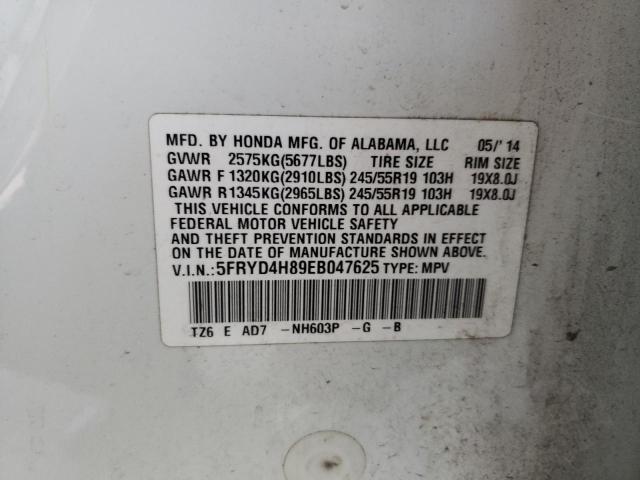 MFD. BY HONDA MFG. OF ALABAMA, LLC 05/'14
GVWR 2575KG(5677LBS) TIRE SIZE RIM SIZE
GAWR F 1320KG(2910LBS) 245/55R19 103H 19X8.0J
GAWR R 1345KG(2965LBS) 245/55R19 103H 19X8.0J
THIS VEHICLE CONFORMS TO ALL APPLICABLE
FEDERAL MOTOR VEHICLE SAFETY
AND THEFT PREVENTION STANDARDS IN EFFECT
ON THE DATE OF MANUFACTURE SHOWN ABOVE.
V.I.N.: 5FRYD4H89EB047625 TYPE: MPV
TZ6 E AD7 -NH603P -G -B